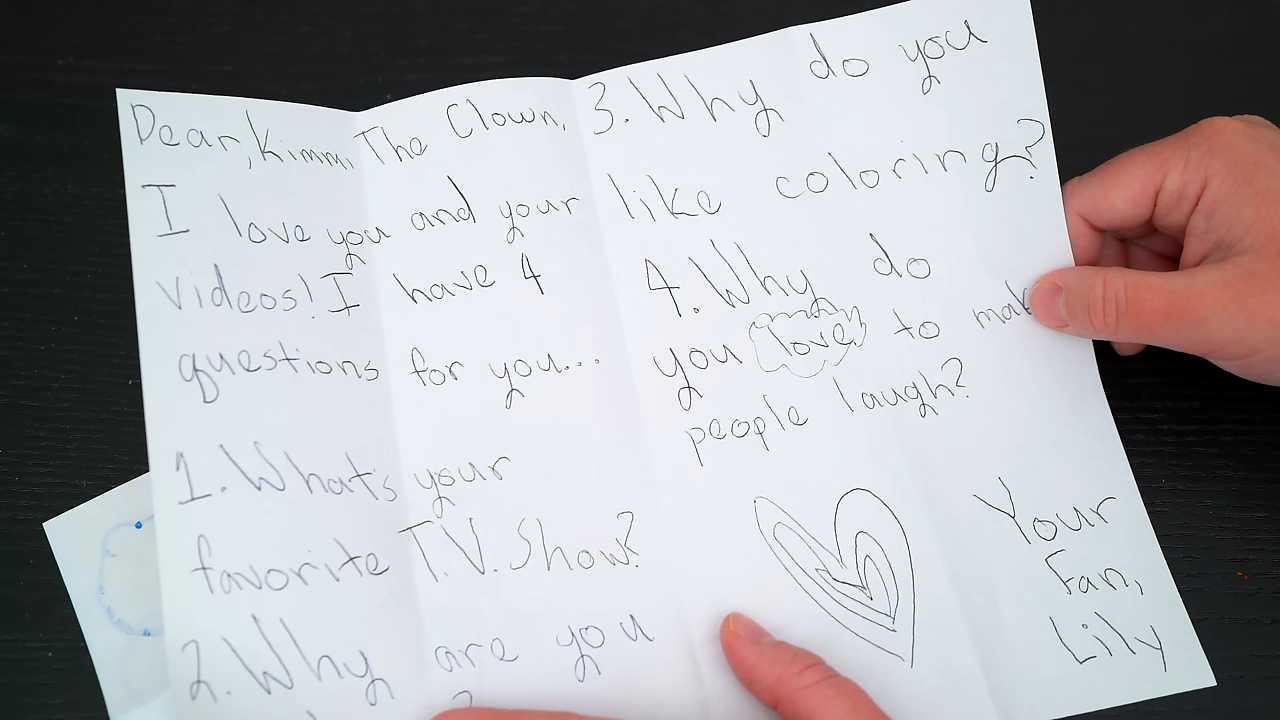 Dear, Kimmi The Clown,
I love you and your
videos! I have 4
questions for you...
1. What's your
favorite T.V. Show?
2. Why are you
?
3. Why do you
like coloring?
4. Why do
you love to mak
people laugh?
Your
Fan,
Lily